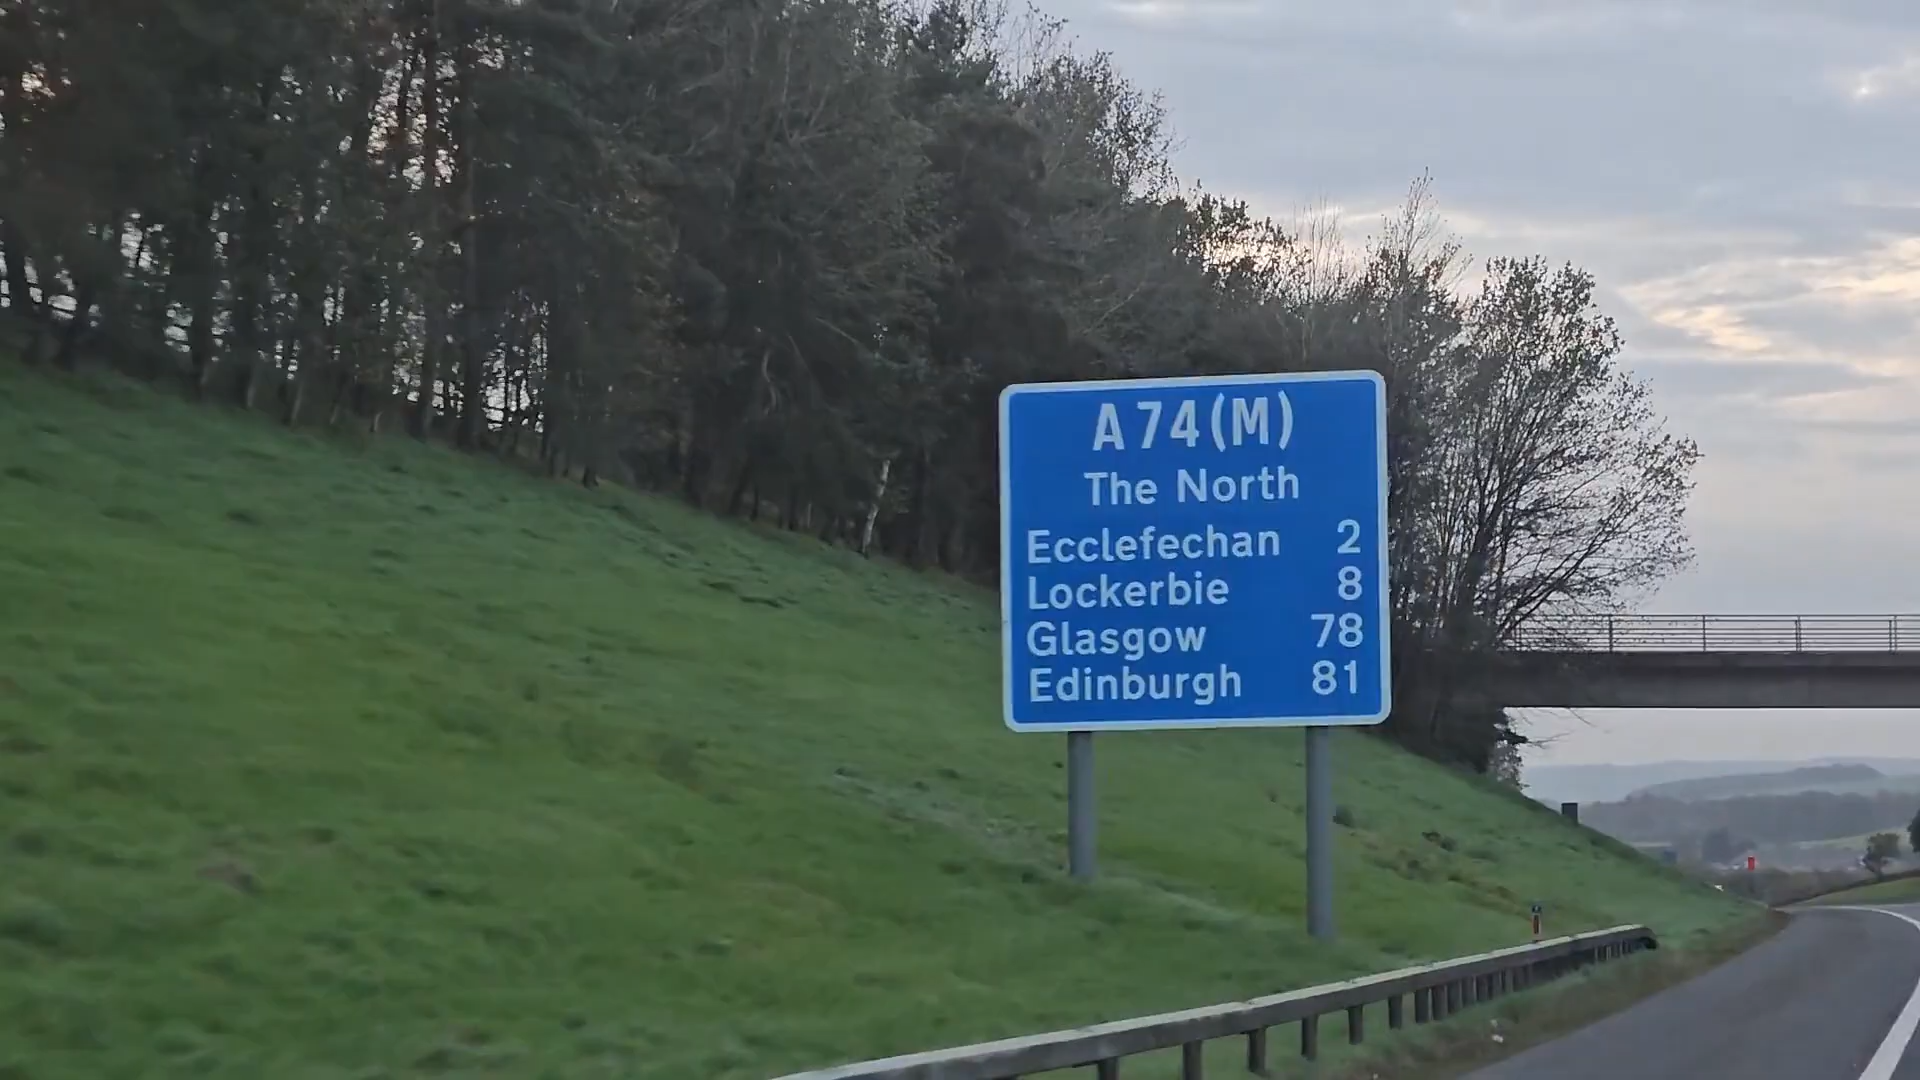 A74(M)
The North
Ecclefechan 2
Lockerbie 8
Glasgow 78
Edinburgh 81